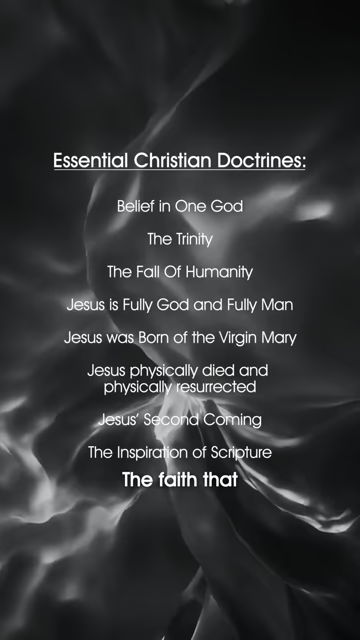 Essential Christian Doctrines:
Belief in One God
The Trinity
The Fall Of Humanity
Jesus is Fully God and Fully Man
Jesus was Born of the Virgin Mary
Jesus physically died and
physically resurrected
Jesus' Second Coming
The Inspiration of Scripture
The faith that